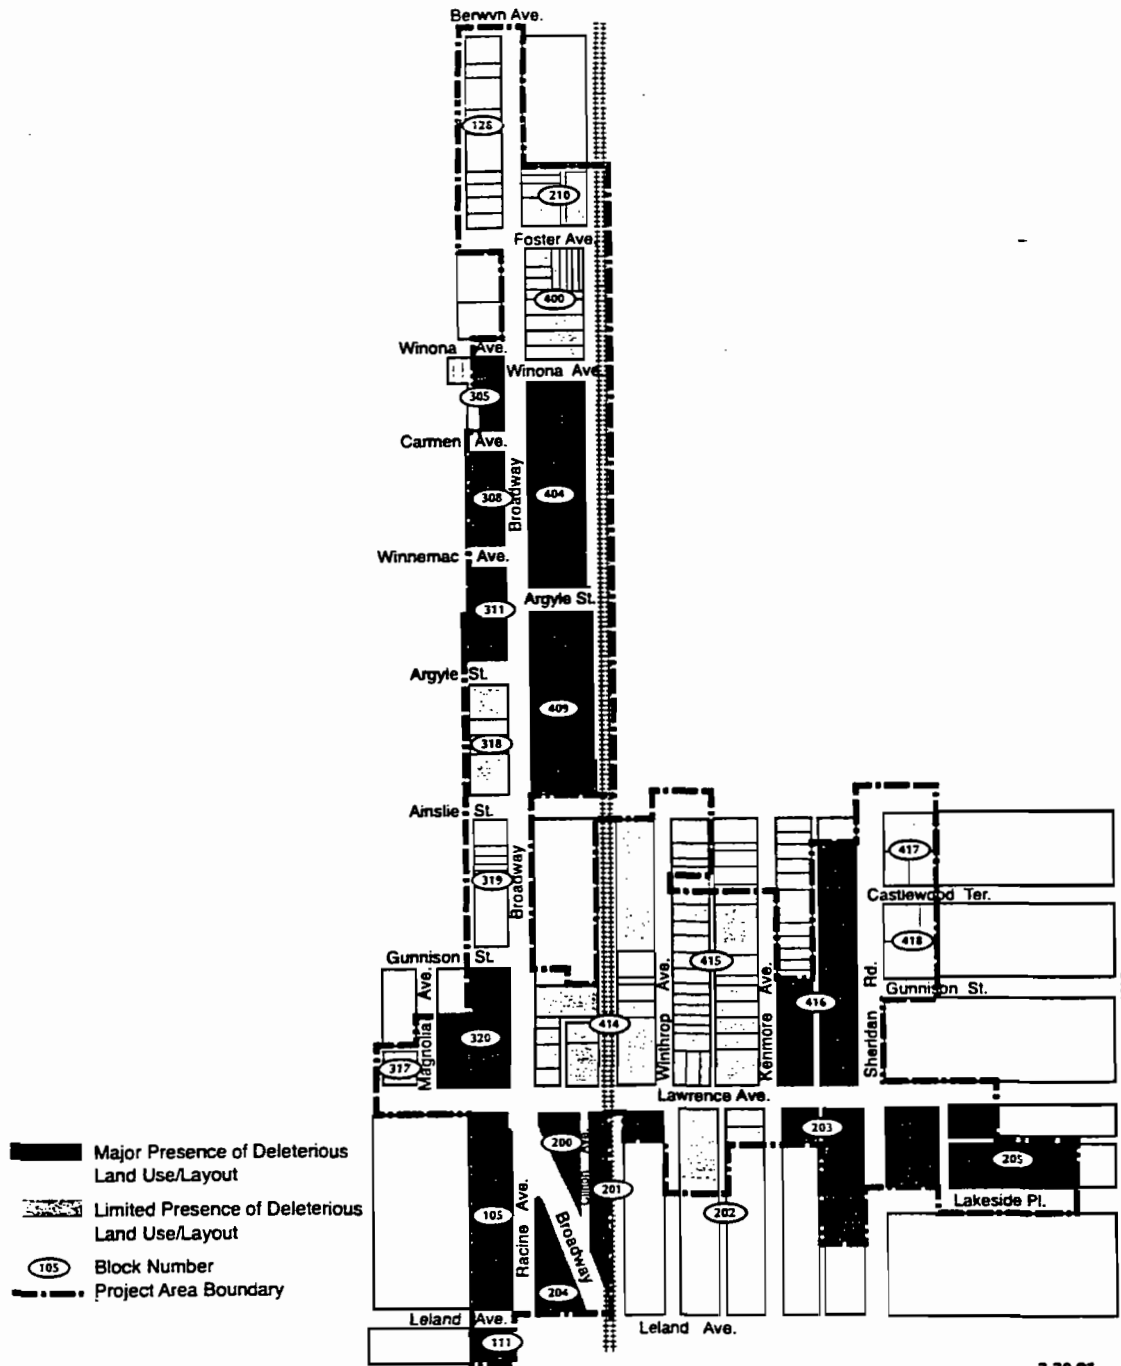 Berwyn Ave.
128
210
Foster Ave.
400
Winona Ave.
Winona Ave.
305
Carmen Ave.
Broadway
308
404
Winnemac Ave.
311
Argyle St.
Argyle St.
409
318
Ainslie St.
319
Broadway
417
Castlewood Ter.
418
Gunnison St.
Gunnison St.
415
416
414
Magnolia Ave.
320
317
Winthrop Ave.
Kenmore Ave.
Sheridan Rd.
Lawrence Ave.
200
203
205
201
202
Lakeside Pl.
105
Racine Ave.
Broadway
204
Leland Ave.
Leland Ave.
111
Major Presence of Deleterious
Land Use/Layout
Limited Presence of Deleterious
Land Use/Layout
105 Block Number
Project Area Boundary